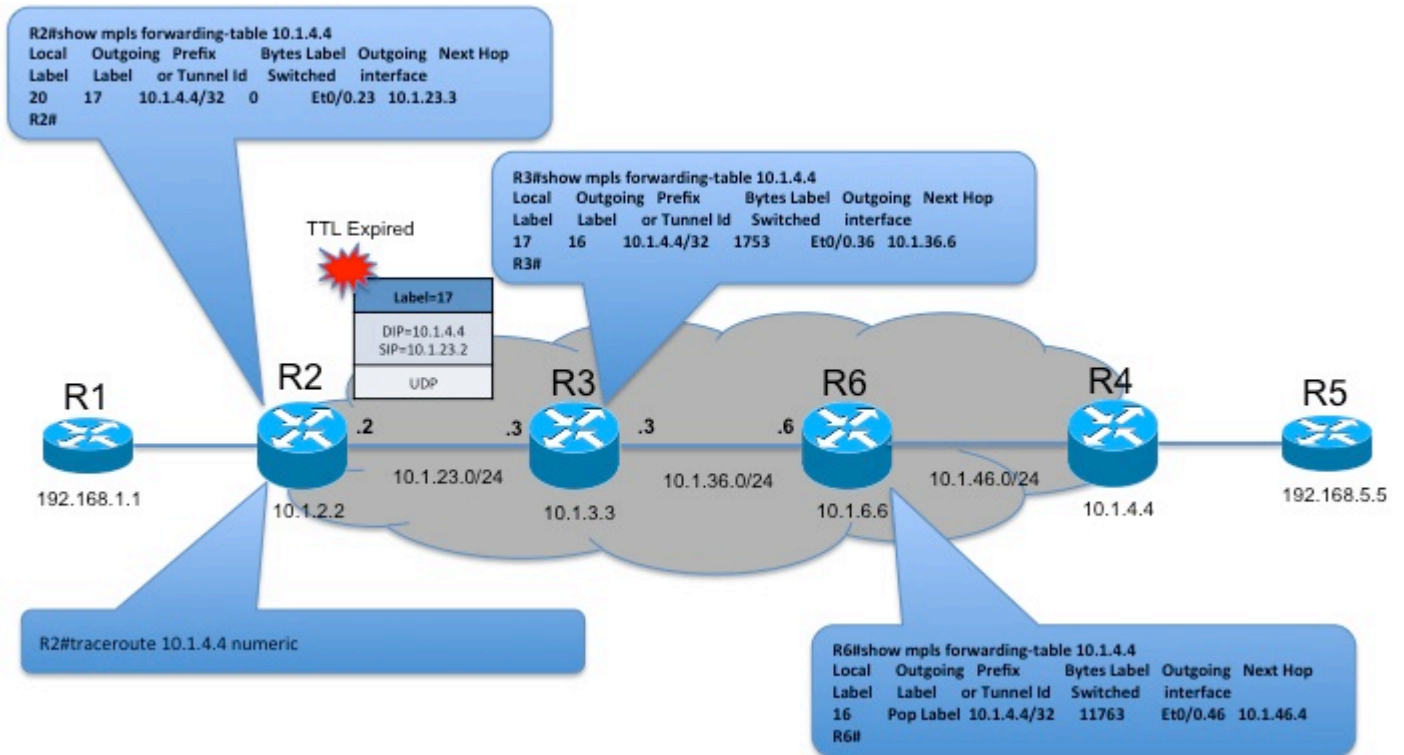 R2#show mpls forwarding-table 10.1.4.4
Local Outgoing Prefix Bytes Label Outgoing Next Hop
Label Label or Tunnel Id Switched interface
20 17 10.1.4.4/32 0 Et0/0.23 10.1.23.3
R2#
R3#show mpls forwarding-table 10.1.4.4
Local Outgoing Prefix Bytes Label Outgoing Next Hop
Label Label or Tunnel Id Switched interface
17 16 10.1.4.4/32 1753 Et0/0.36 10.1.36.6
R3#
TTL Expired
Label=17
DIP=10.1.4.4
SIP=10.1.23.2
UDP
R1
R2
R3
R6
R4
R5
.2
.3
.3
.6
10.1.23.0/24
10.1.36.0/24
10.1.46.0/24
192.168.1.1
10.1.2.2
10.1.3.3
10.1.6.6
10.1.4.4
192.168.5.5
R2#traceroute 10.1.4.4 numeric
R6#show mpls forwarding-table 10.1.4.4
Local Outgoing Prefix Bytes Label Outgoing Next Hop
Label Label or Tunnel Id Switched interface
16 Pop Label 10.1.4.4/32 11763 Et0/0.46 10.1.46.4
R6#